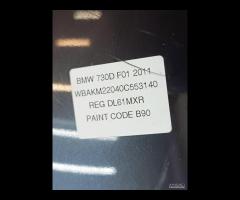 BMW 730D F01 2011
WBAKM22040C553140
REG DL61MXR
PAINT CODE B90